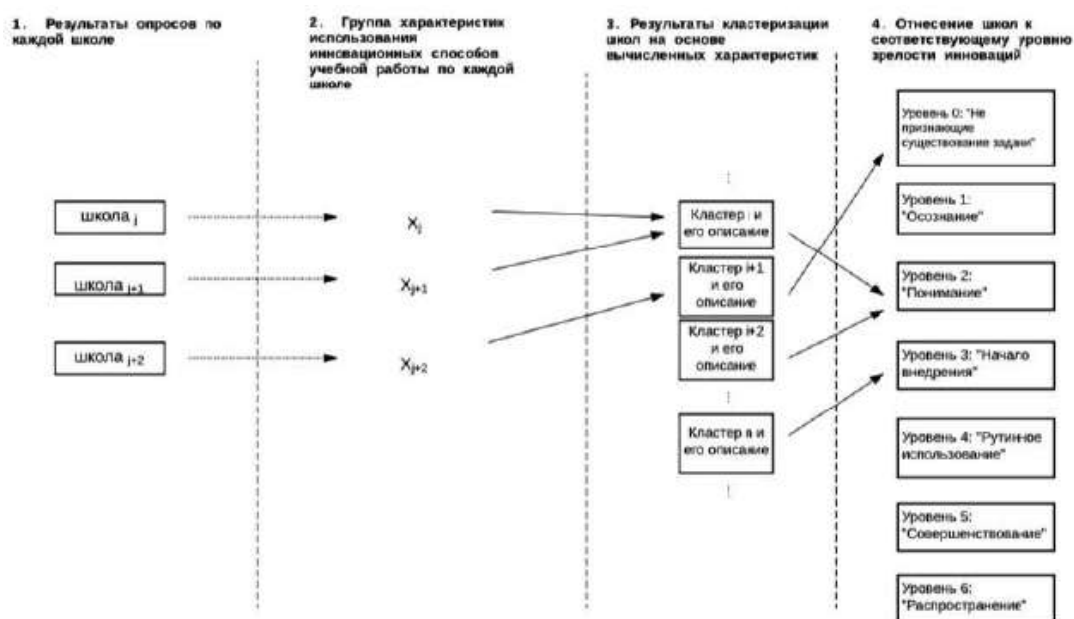 1. Результаты опросов по
каждой школе
2. Группа характеристик
использования
инновационных способов
учебной работы по каждой
школе
3. Результаты кластеризации
школ на основе
вычисленных характеристик
4. Отнесение школ к
соответствующему уровню
зрелости инноваций
школа j
школа j+1
школа j+2
Xj
Xj+1
Xj+2
Кластер i и
его описание
Кластер i+1
и его
описание
Кластер i+2
и его
описание
Кластер n и
его описание
Уровень 0: "Не
признающие
существование задачи"
Уровень 1:
"Осознание"
Уровень 2:
"Понимание"
Уровень 3: "Начало
внедрения"
Уровень 4: "Рутинное
использование"
Уровень 5:
"Совершенствование"
Уровень 6:
"Распространение"